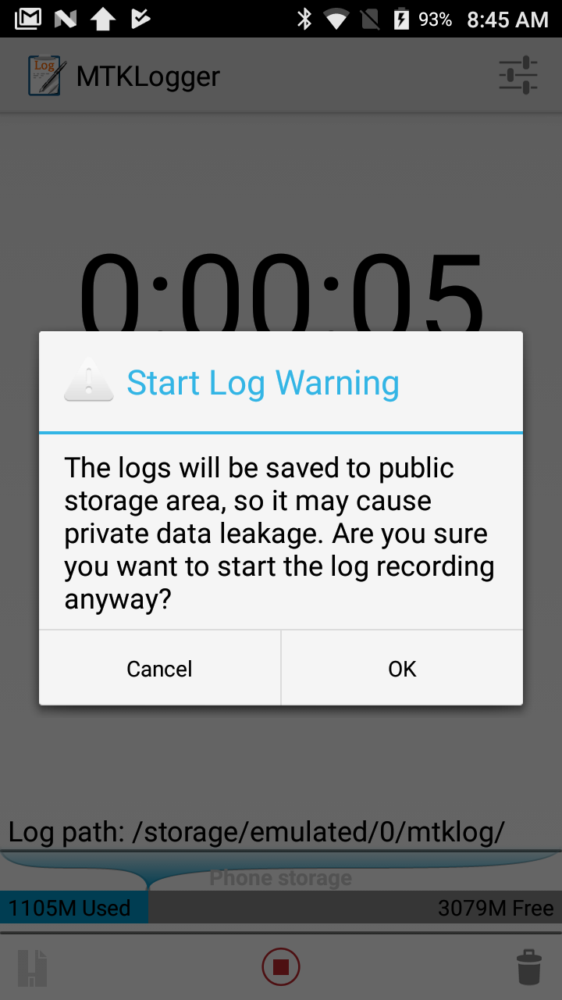 93% 8:45 AM
Log MTKLogger
0:00:05
Start Log Warning
The logs will be saved to public
storage area, so it may cause
private data leakage. Are you sure
you want to start the log recording
anyway?
Cancel OK
Log path: /storage/emulated/0/mtklog/
Phone storage
1105M Used 3079M Free